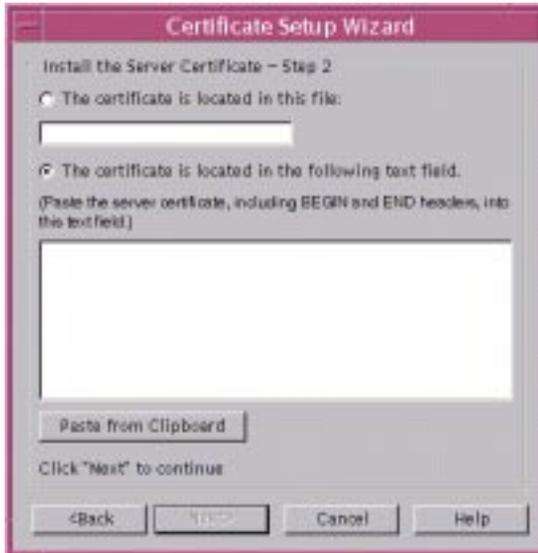 Certificate Setup Wizard
Install the Server Certificate – Step 2
The certificate is located in this file:
The certificate is located in the following text field.
(Paste the server certificate, including BEGIN and END headers, into
this text field.)
Paste from Clipboard
Click "Next" to continue
<Back
Cancel
Help